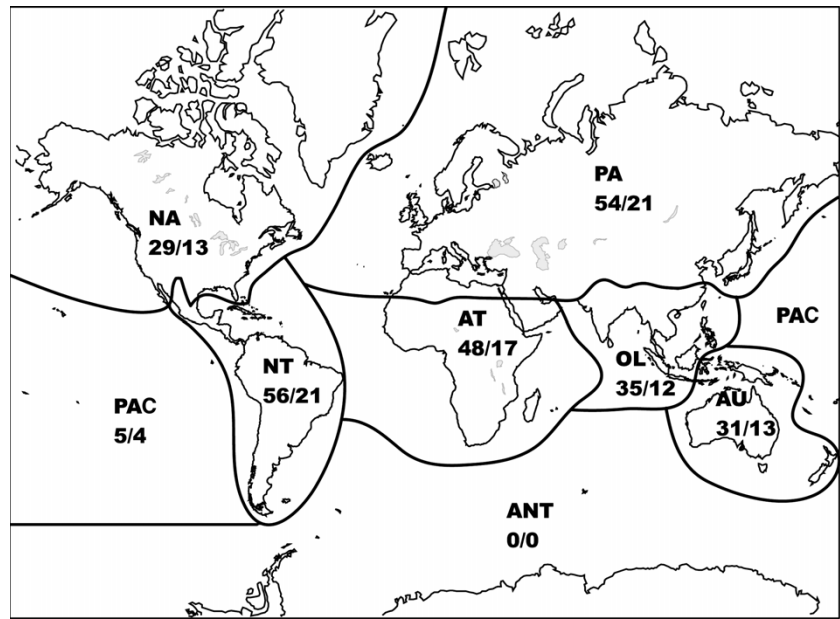 NA
29/13
PA
54/21
PAC
AT
48/17
OL
35/12
NT
56/21
AU
31/13
PAC
5/4
ANT
0/0